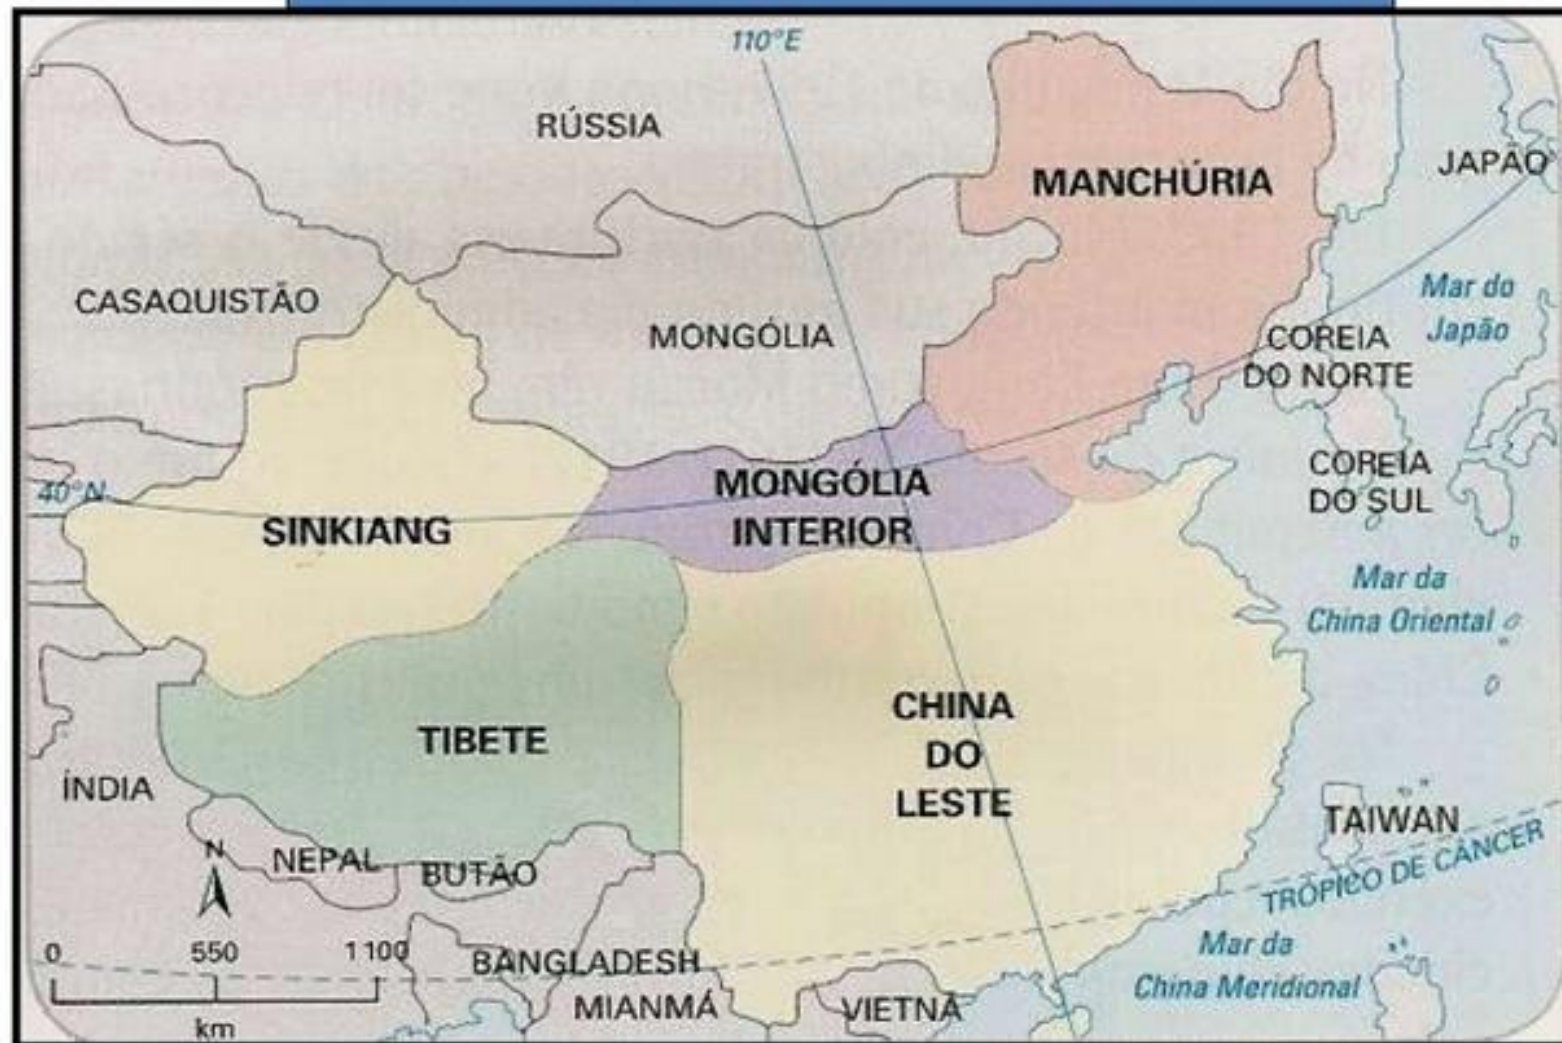 110°E
RÚSSIA
MANCHÚRIA
JAPÃO
CASAQUISTÃO
MONGÓLIA
Mar do
Japão
COREIA
DO NORTE
40°N
SINKIANG
MONGÓLIA
INTERIOR
COREIA
DO SUL
Mar da
China Oriental
TIBETE
CHINA
DO
LESTE
ÍNDIA
TAIWAN
N
NEPAL
BUTÃO
TRÓPICO DE CÂNCER
0 550 1 100
km
BANGLADESH
MIANMÁ
VIETNÃ
Mar da
China Meridional